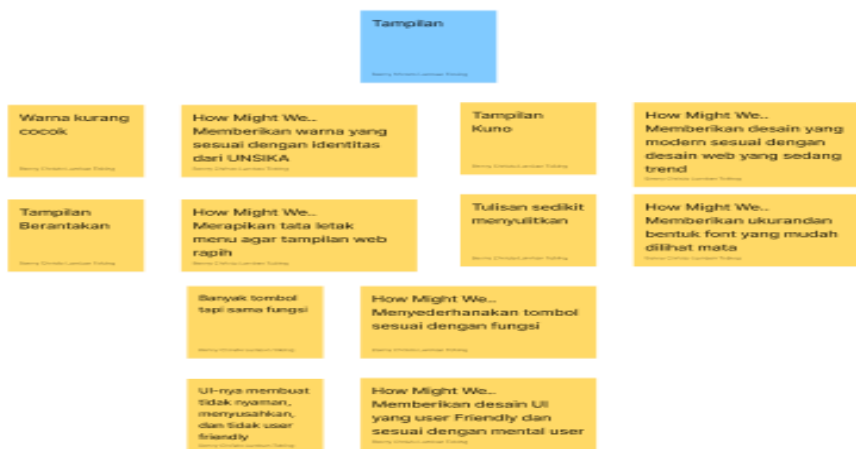 Tampilan
Warna kurang
cocok
How Might We...
Memberikan warna yang
sesuai dengan identitas
dari UNSIKA
Tampilan
Kuno
How Might We...
Memberikan desain yang
modern sesuai dengan
desain web yang sedang
trend
Tampilan
Berantakan
How Might We...
Merapikan tata letak
menu agar tampilan web
rapih
Tulisan sedikit
menyulitkan
How Might We...
Memberikan ukurandan
bentuk font yang mudah
dilihat mata
Banyak tombol
tapi sama fungsi
How Might We...
Menyederhanakan tombol
sesuai dengan fungsi
UI-nya membuat
tidak nyaman,
menyusahkan,
dan tidak user
friendly
How Might We...
Memberikan desain UI
yang user Friendly dan
sesuai dengan mental user